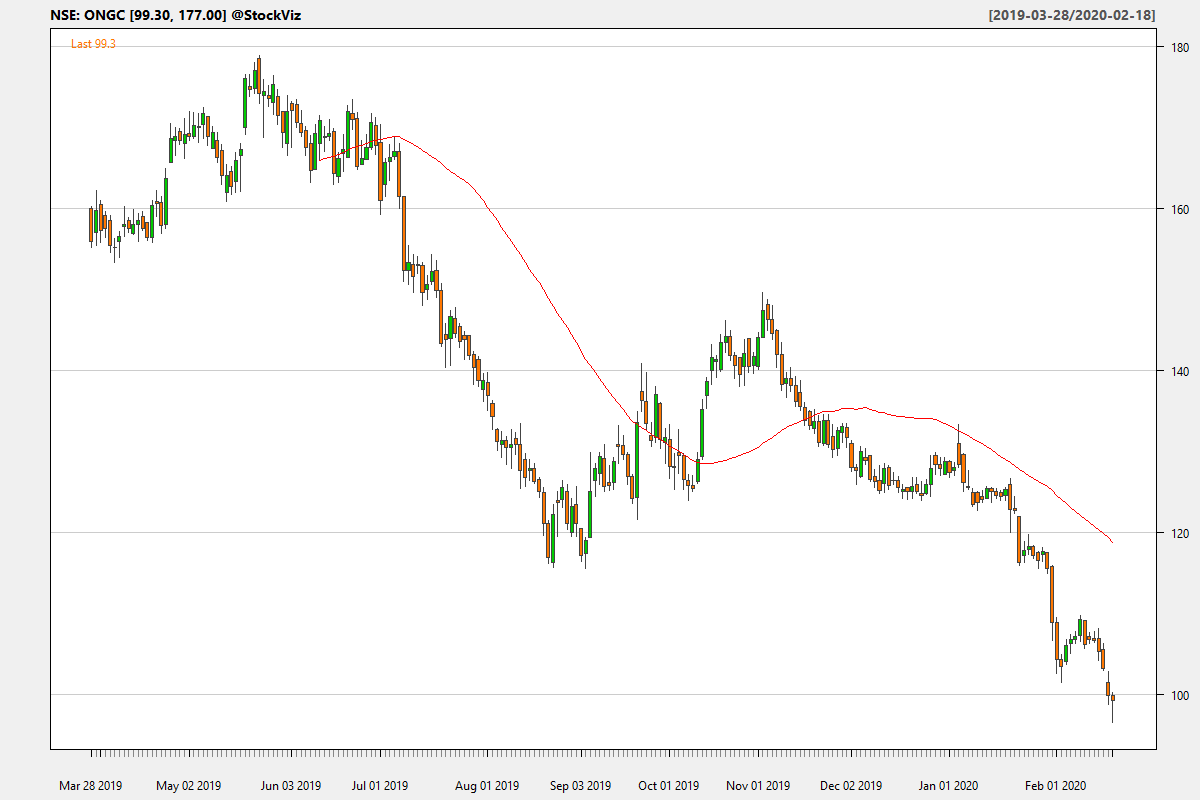 NSE: ONGC [99.30, 177.00] @StockViz
[2019-03-28/2020-02-18]
Last 99.3
180
160
140
120
100
Mar 28 2019
May 02 2019
Jun 03 2019
Jul 01 2019
Aug 01 2019
Sep 03 2019
Oct 01 2019
Nov 01 2019
Dec 02 2019
Jan 01 2020
Feb 01 2020